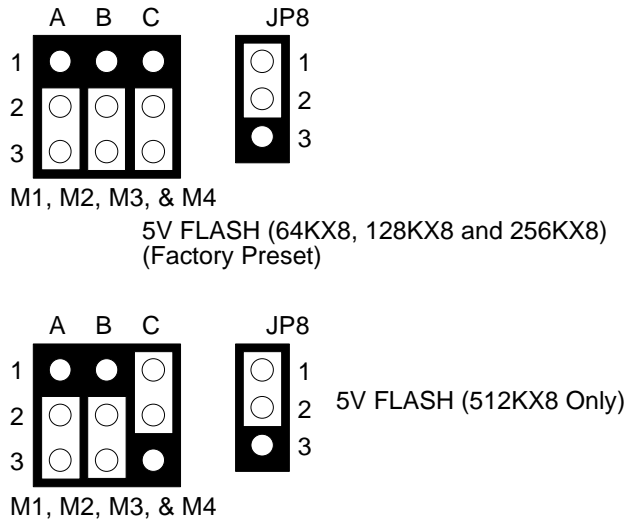 A B C JP8
1 1
2 2
3 3
M1, M2, M3, & M4
5V FLASH (64KX8, 128KX8 and 256KX8)
(Factory Preset)
A B C JP8
1 1
2 2 5V FLASH (512KX8 Only)
3 3
M1, M2, M3, & M4